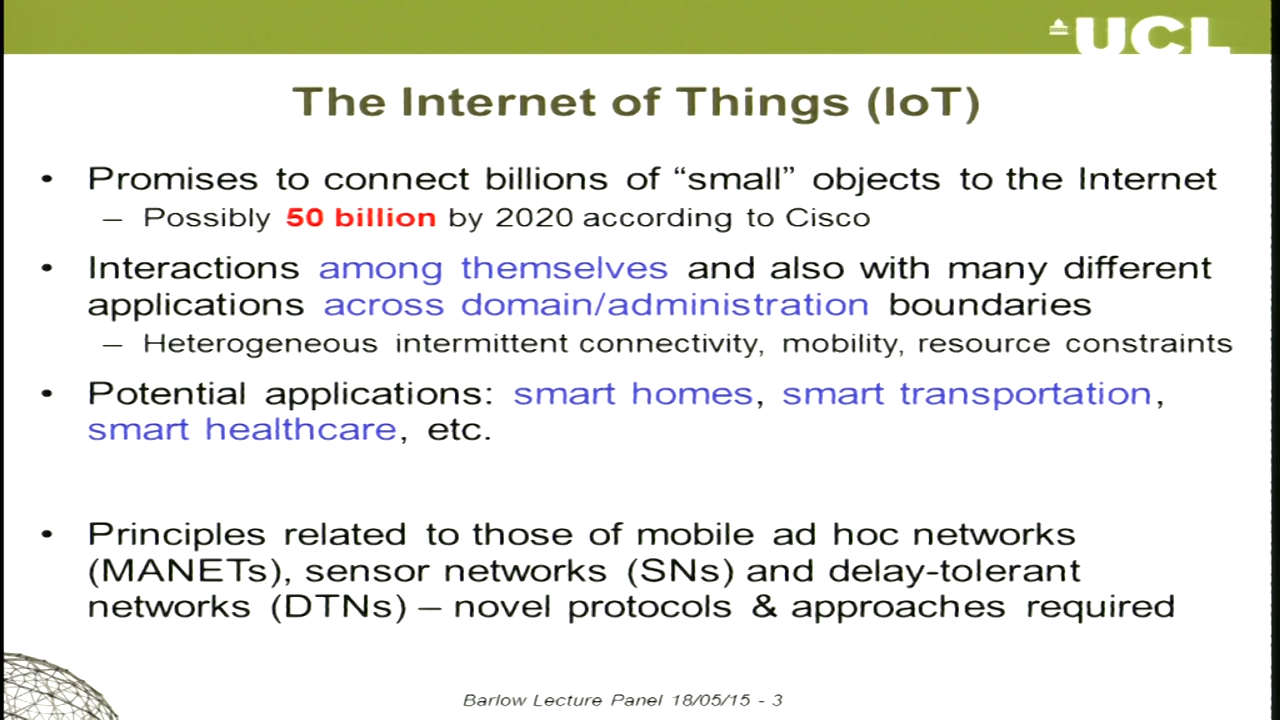 UCL
The Internet of Things (IoT)
• Promises to connect billions of “small” objects to the Internet
– Possibly 50 billion by 2020 according to Cisco
• Interactions among themselves and also with many different
applications across domain/administration boundaries
– Heterogeneous intermittent connectivity, mobility, resource constraints
• Potential applications: smart homes, smart transportation,
smart healthcare, etc.
• Principles related to those of mobile ad hoc networks
(MANETs), sensor networks (SNs) and delay-tolerant
networks (DTNs) – novel protocols & approaches required
Barlow Lecture Panel 18/05/15 - 3